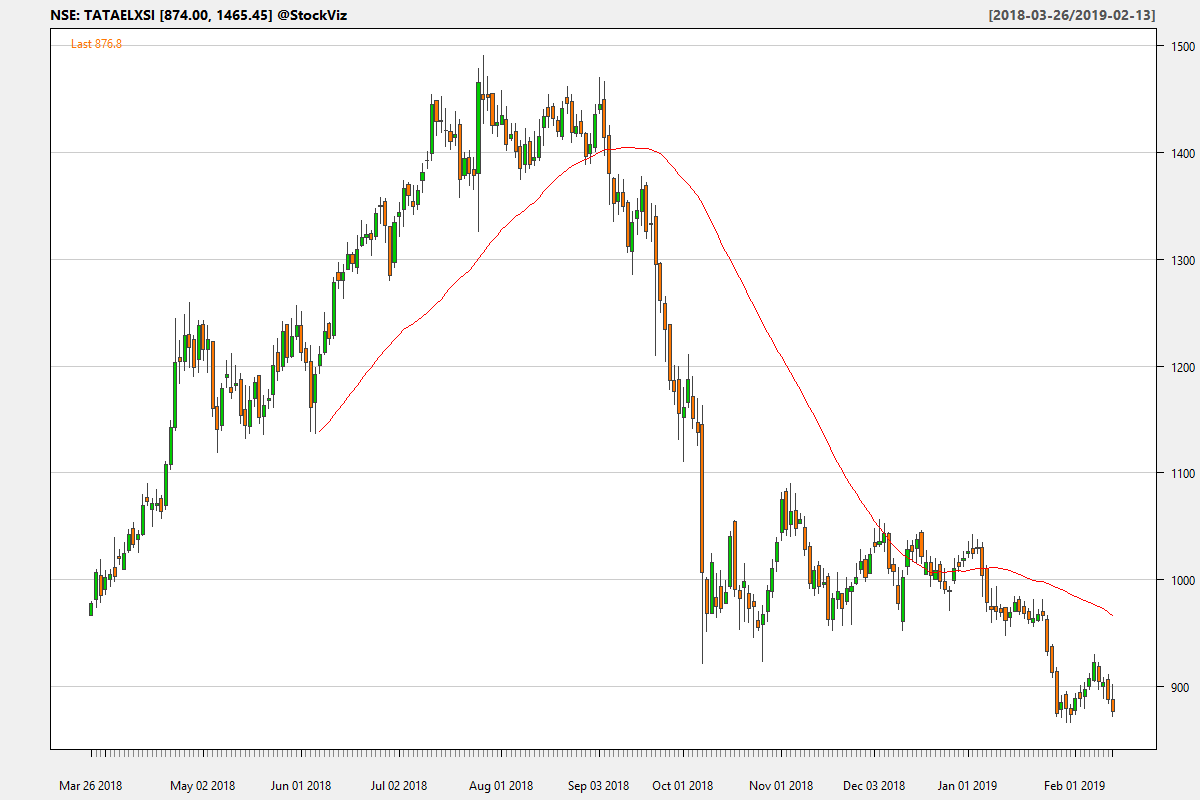 NSE: TATAELXSI [874.00, 1465.45] @StockViz
[2018-03-26/2019-02-13]
Last 876.8
1500
1400
1300
1200
1100
1000
900
Mar 26 2018 May 02 2018 Jun 01 2018 Jul 02 2018 Aug 01 2018 Sep 03 2018 Oct 01 2018 Nov 01 2018 Dec 03 2018 Jan 01 2019 Feb 01 2019